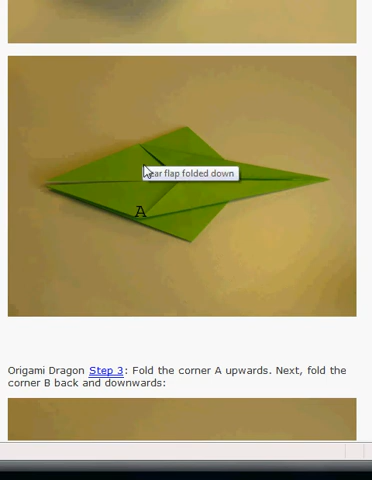 ear flap folded down
A
Origami Dragon Step 3: Fold the corner A upwards. Next, fold the
corner B back and downwards: